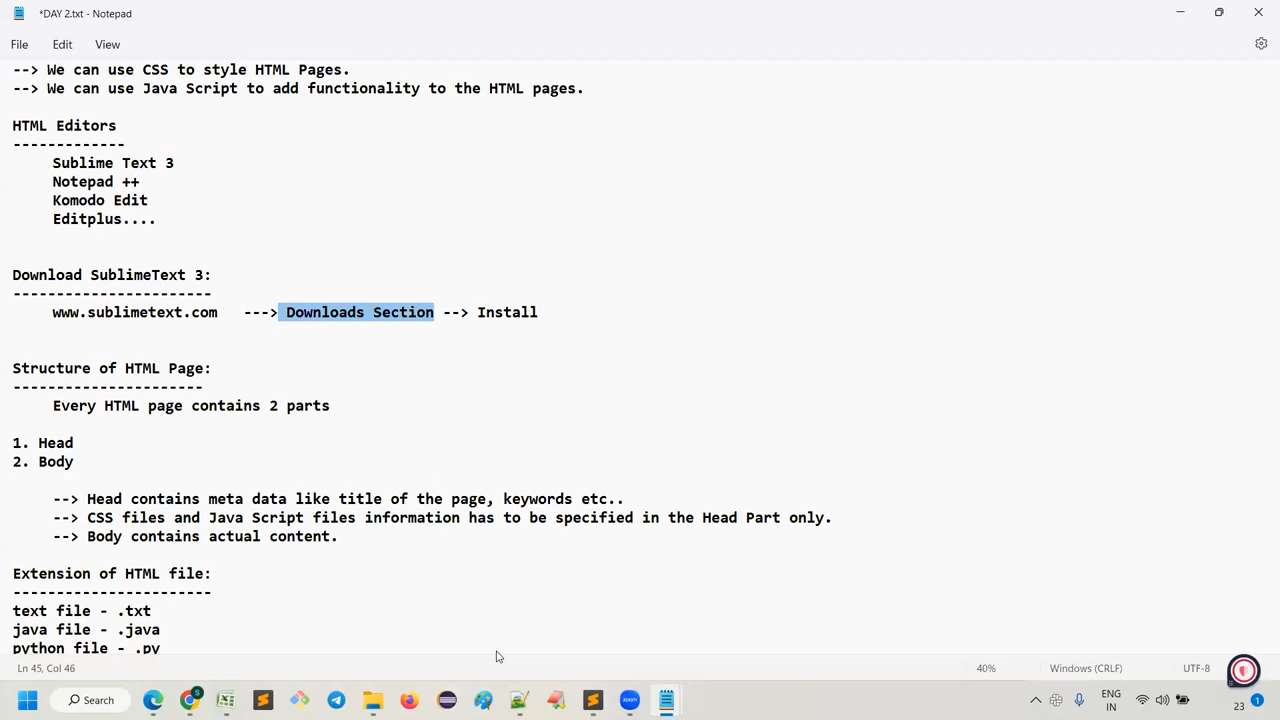 *DAY 2.txt - Notepad
File Edit View
--> We can use CSS to style HTML Pages.
--> We can use Java Script to add functionality to the HTML pages.
HTML Editors
-------------
Sublime Text 3
Notepad ++
Komodo Edit
Editplus....
Download SublimeText 3:
-----------------------
www.sublimetext.com ---> Downloads Section --> Install
Structure of HTML Page:
----------------------
Every HTML page contains 2 parts
1. Head
2. Body
--> Head contains meta data like title of the page, keywords etc..
--> CSS files and Java Script files information has to be specified in the Head Part only.
--> Body contains actual content.
Extension of HTML file:
-----------------------
text file - .txt
java file - .java
python file - .py
Ln 45, Col 46 40% Windows (CRLF) UTF-8
Search S zoom ENG
IN 23 1